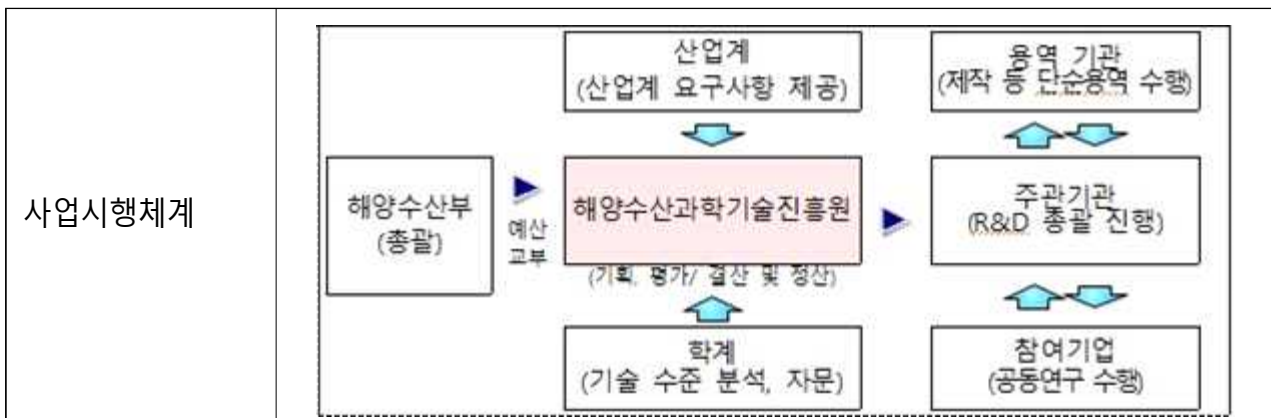 사업시행체계
산업계
(산업계 요구사항 제공)
용역 기관
(제작 등 단순용역 수행)
해양수산부
(총괄)
예산
교부
해양수산과학기술진흥원
(기획, 평가/ 결산 및 정산)
주관기관
(R&D 총괄 진행)
학계
(기술 수준 분석, 자문)
참여기업
(공동연구 수행)